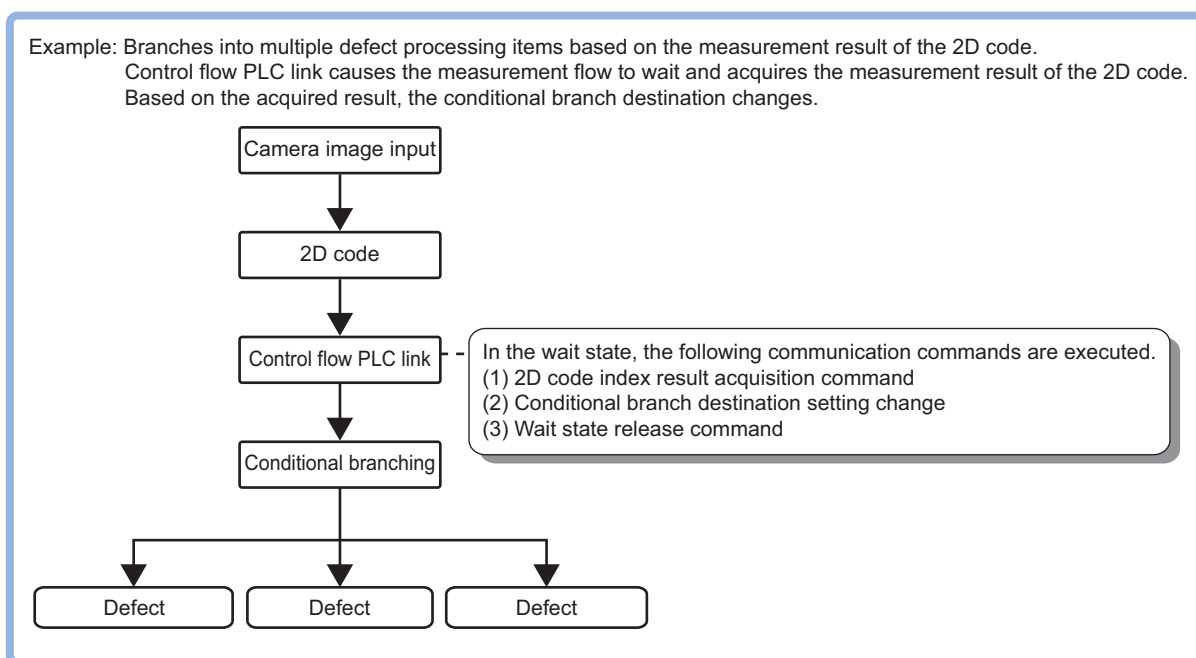 Example: Branches into multiple defect processing items based on the measurement result of the 2D code.
Control flow PLC link causes the measurement flow to wait and acquires the measurement result of the 2D code.
Based on the acquired result, the conditional branch destination changes.
Camera image input
2D code
Control flow PLC link
In the wait state, the following communication commands are executed.
(1) 2D code index result acquisition command
(2) Conditional branch destination setting change
(3) Wait state release command
Conditional branching
Defect
Defect
Defect